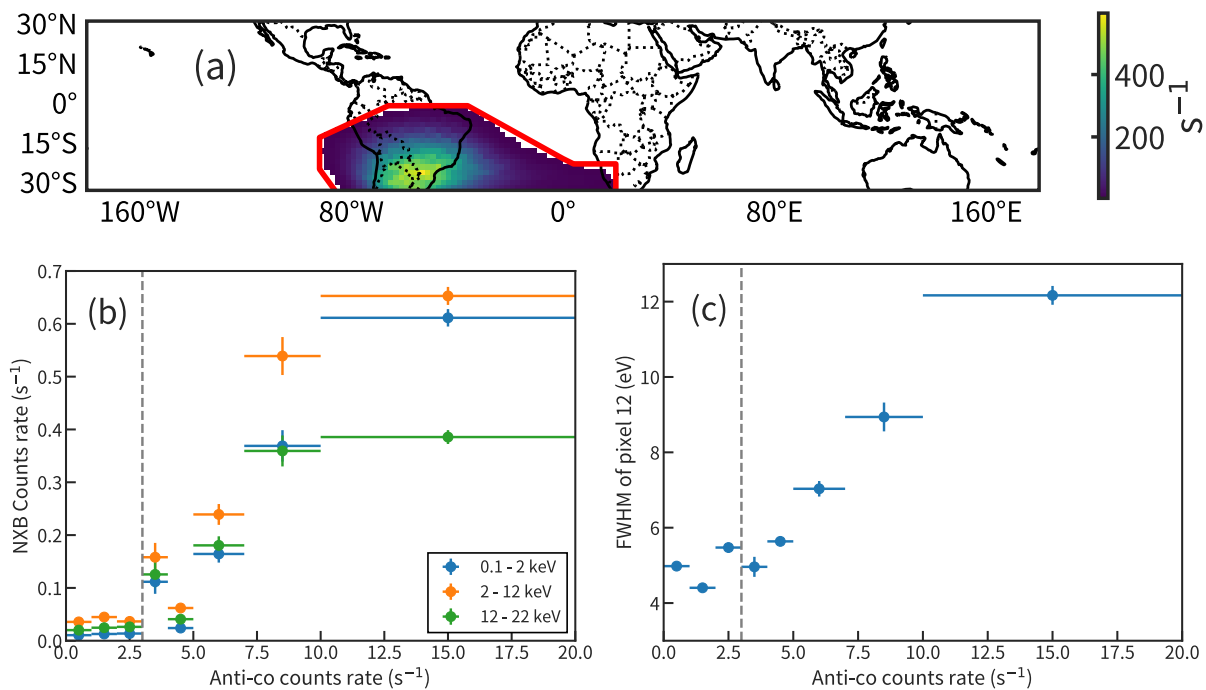 30°N
15°N
0°
15°S
30°S
(a)
160°W
80°W
0°
80°E
160°E
400
200
s⁻¹
0.7
0.6
0.5
0.4
0.3
0.2
0.1
0.0
NXB Counts rate (s⁻¹)
(b)
0.1 - 2 keV
2 - 12 keV
12 - 22 keV
0.0 2.5 5.0 7.5 10.0 12.5 15.0 17.5 20.0
Anti-co counts rate (s⁻¹)
12
10
8
6
4
FWHM of pixel 12 (eV)
(c)
0.0 2.5 5.0 7.5 10.0 12.5 15.0 17.5 20.0
Anti-co counts rate (s⁻¹)